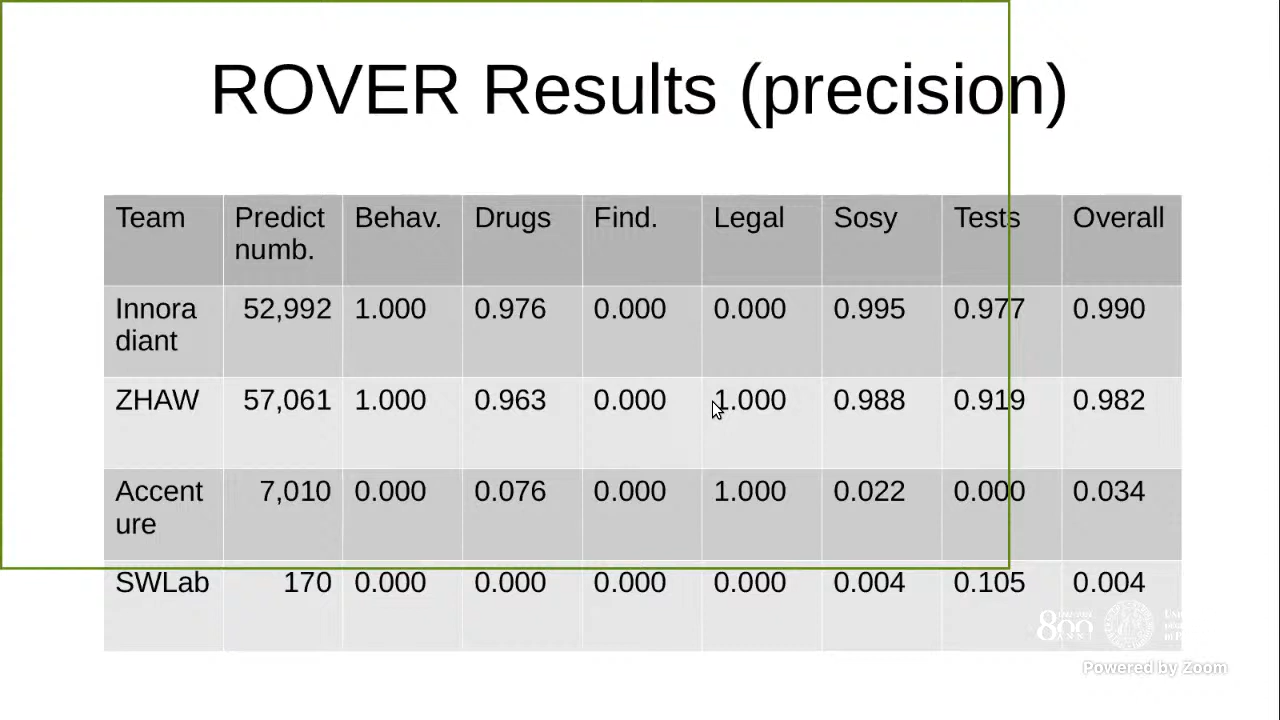 ROVER Results (precision)
Team Predict Behav. Drugs Find. Legal Sosy Tests Overall
numb.
Innora 52,992 1.000 0.976 0.000 0.000 0.995 0.977 0.990
diant
ZHAW 57,061 1.000 0.963 0.000 1.000 0.988 0.919 0.982
Accent 7,010 0.000 0.076 0.000 1.000 0.022 0.000 0.034
ure
SWLab 170 0.000 0.000 0.000 0.000 0.004 0.105 0.004
800
ANNI
Powered by Zoom